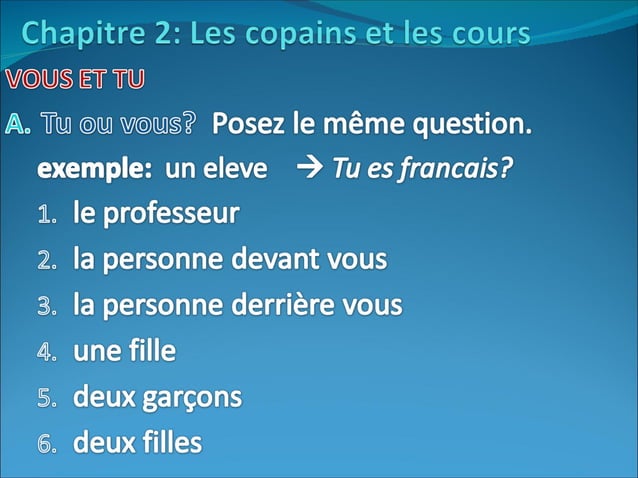 Chapitre 2: Les copains et les cours
VOUS ET TU
A. Tu ou vous? Posez le même question.
exemple: un eleve → Tu es francais?
1. le professeur
2. la personne devant vous
3. la personne derrière vous
4. une fille
5. deux garçons
6. deux filles